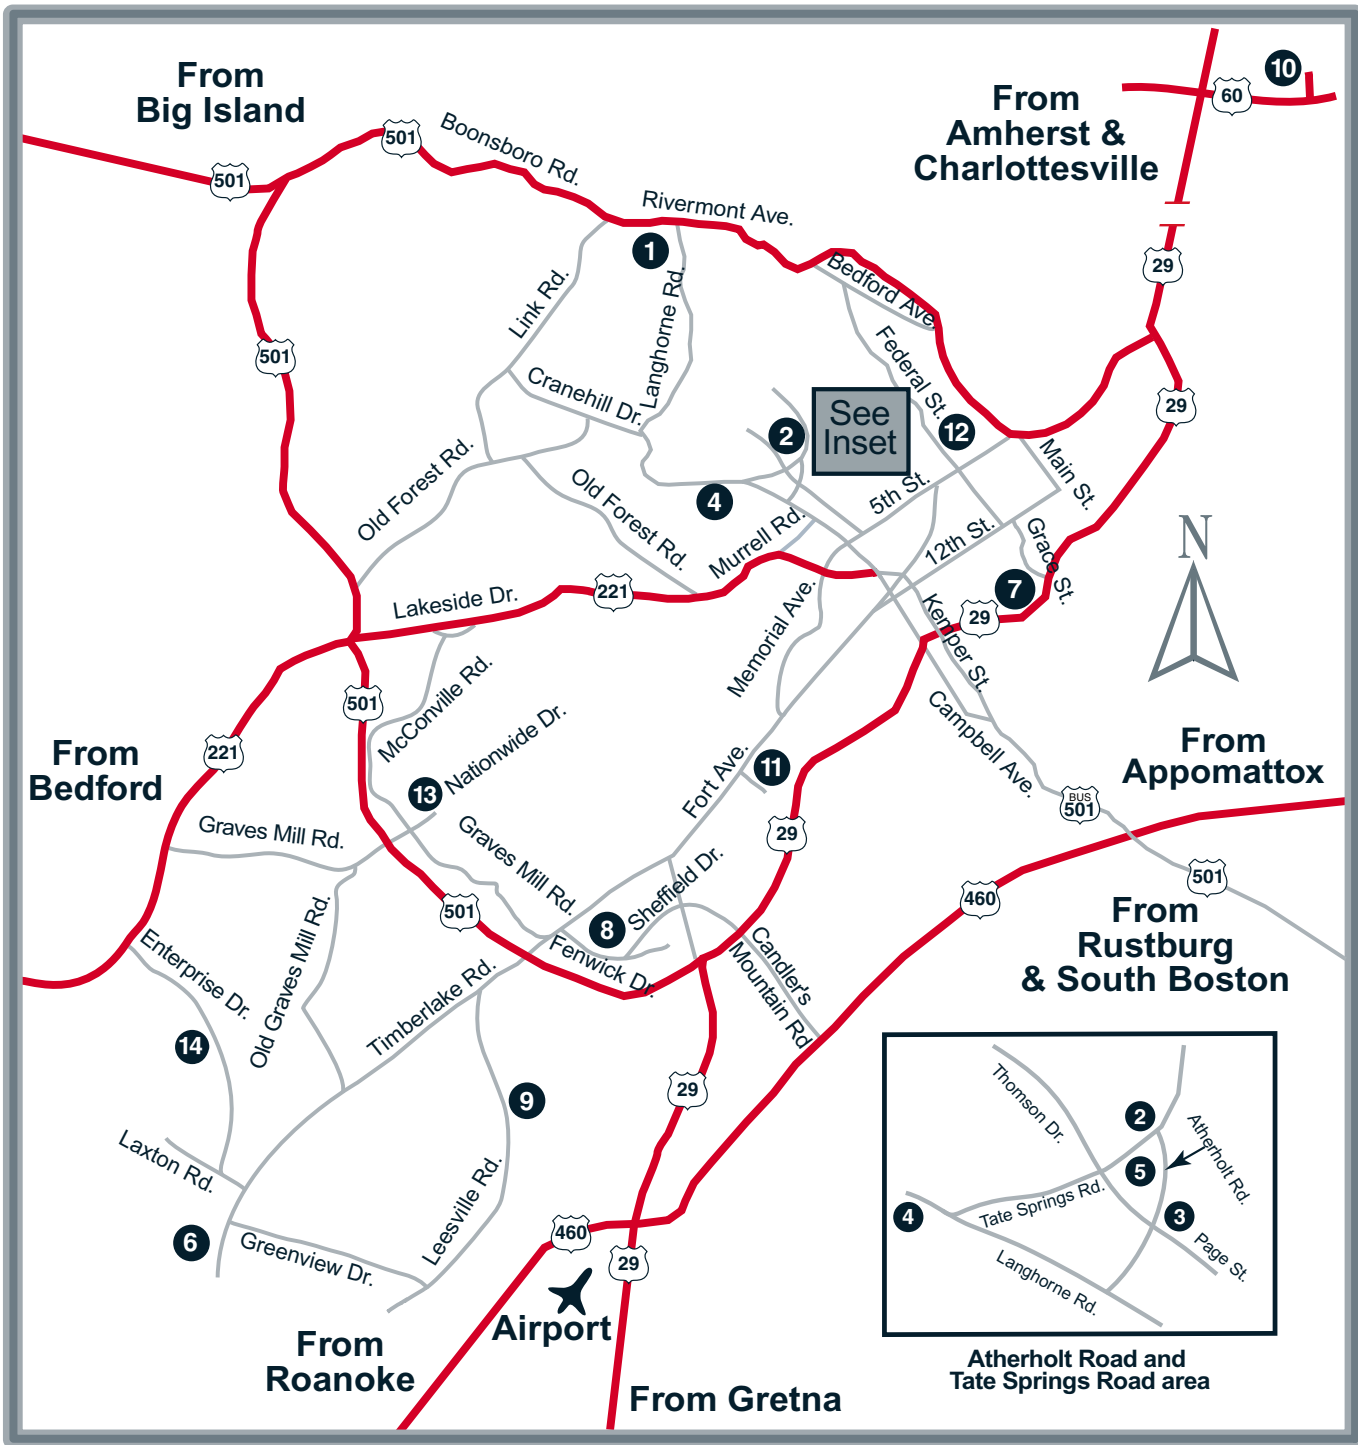 From
Big Island
From
Amherst &
Charlottesville
10
60
501
501
Boonsboro Rd.
Rivermont Ave.
1
29
Bedford Ave.
Link Rd.
Langhorne Rd.
501
Federal St.
Cranehill Dr.
See
Inset
29
2
12
Main St.
Old Forest Rd.
Old Forest Rd.
4
5th St.
Murrell Rd.
12th St.
Grace St.
N
7
221
Lakeside Dr.
Memorial Ave.
Kemper St.
29
McConville Rd.
501
Nationwide Dr.
Campbell Ave.
From
Bedford
221
From
Appomattox
11
13
Fort Ave.
BUS
501
Graves Mill Rd.
Graves Mill Rd.
29
Sheffield Dr.
501
460
501
From
Rustburg
& South Boston
8
Enterprise Dr.
Old Graves Mill Rd.
Fenwick Dr.
Candler's
Mountain Rd
Timberlake Rd.
14
9
29
Thomson Dr.
2
Atherholt Rd.
5
Laxton Rd.
Tate Springs Rd.
4
3
Page St.
Langhorne Rd.
6
Greenview Dr.
Leesville Rd.
460
29
Airport
From
Roanoke
From Gretna
Atherholt Road and
Tate Springs Road area